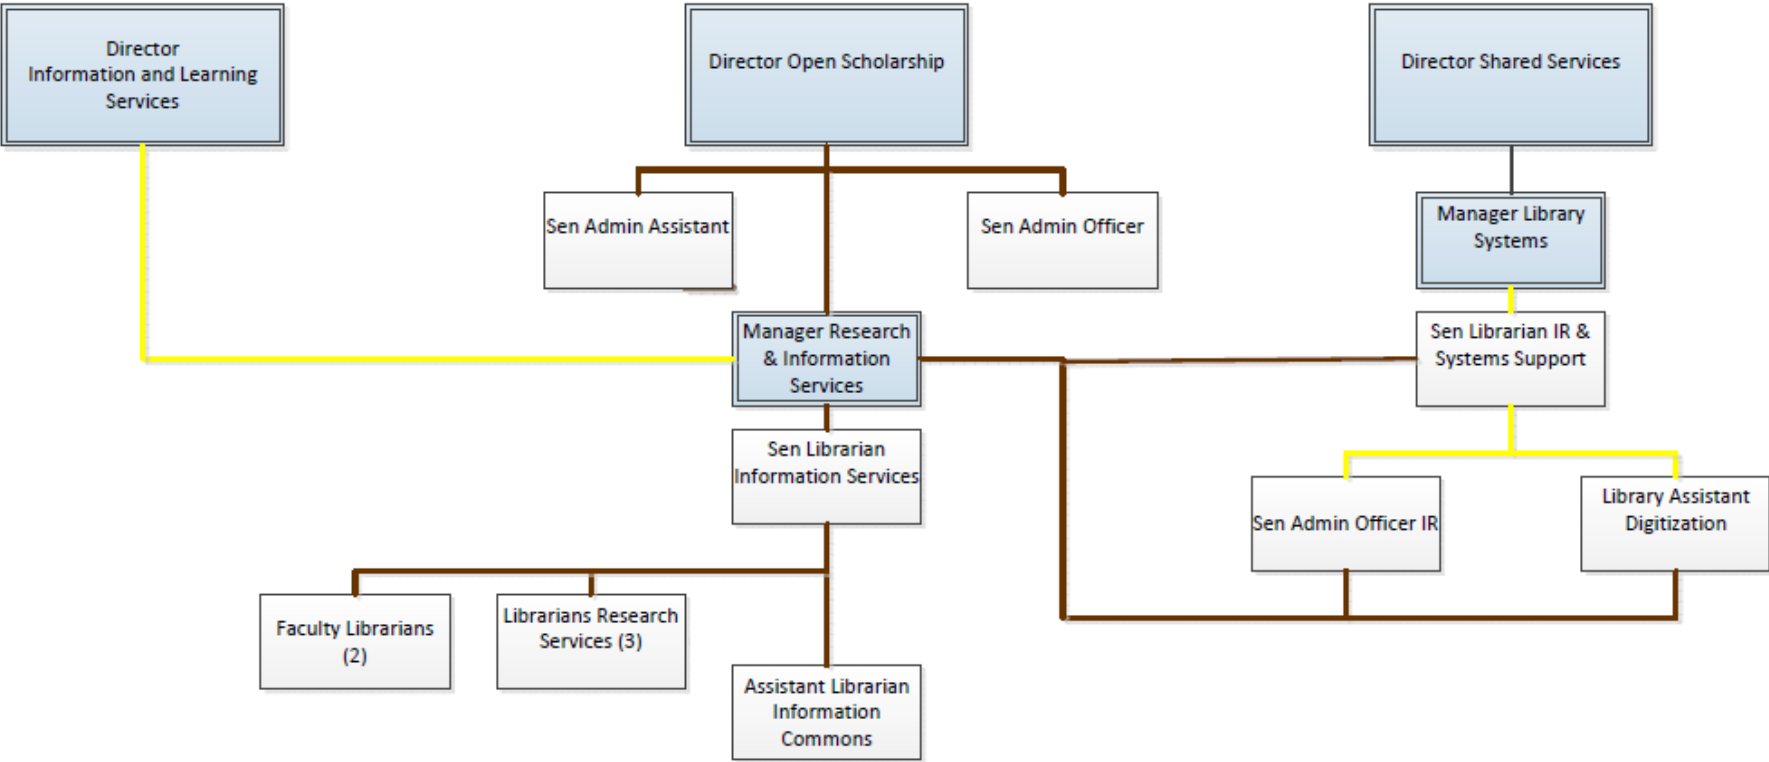 Director
Information and Learning
Services
Director Open Scholarship
Director Shared Services
Sen Admin Assistant
Sen Admin Officer
Manager Library
Systems
Manager Research
& Information
Services
Sen Librarian IR &
Systems Support
Sen Librarian
Information Services
Sen Admin Officer IR
Library Assistant
Digitization
Faculty Librarians
(2)
Librarians Research
Services (3)
Assistant Librarian
Information
Commons